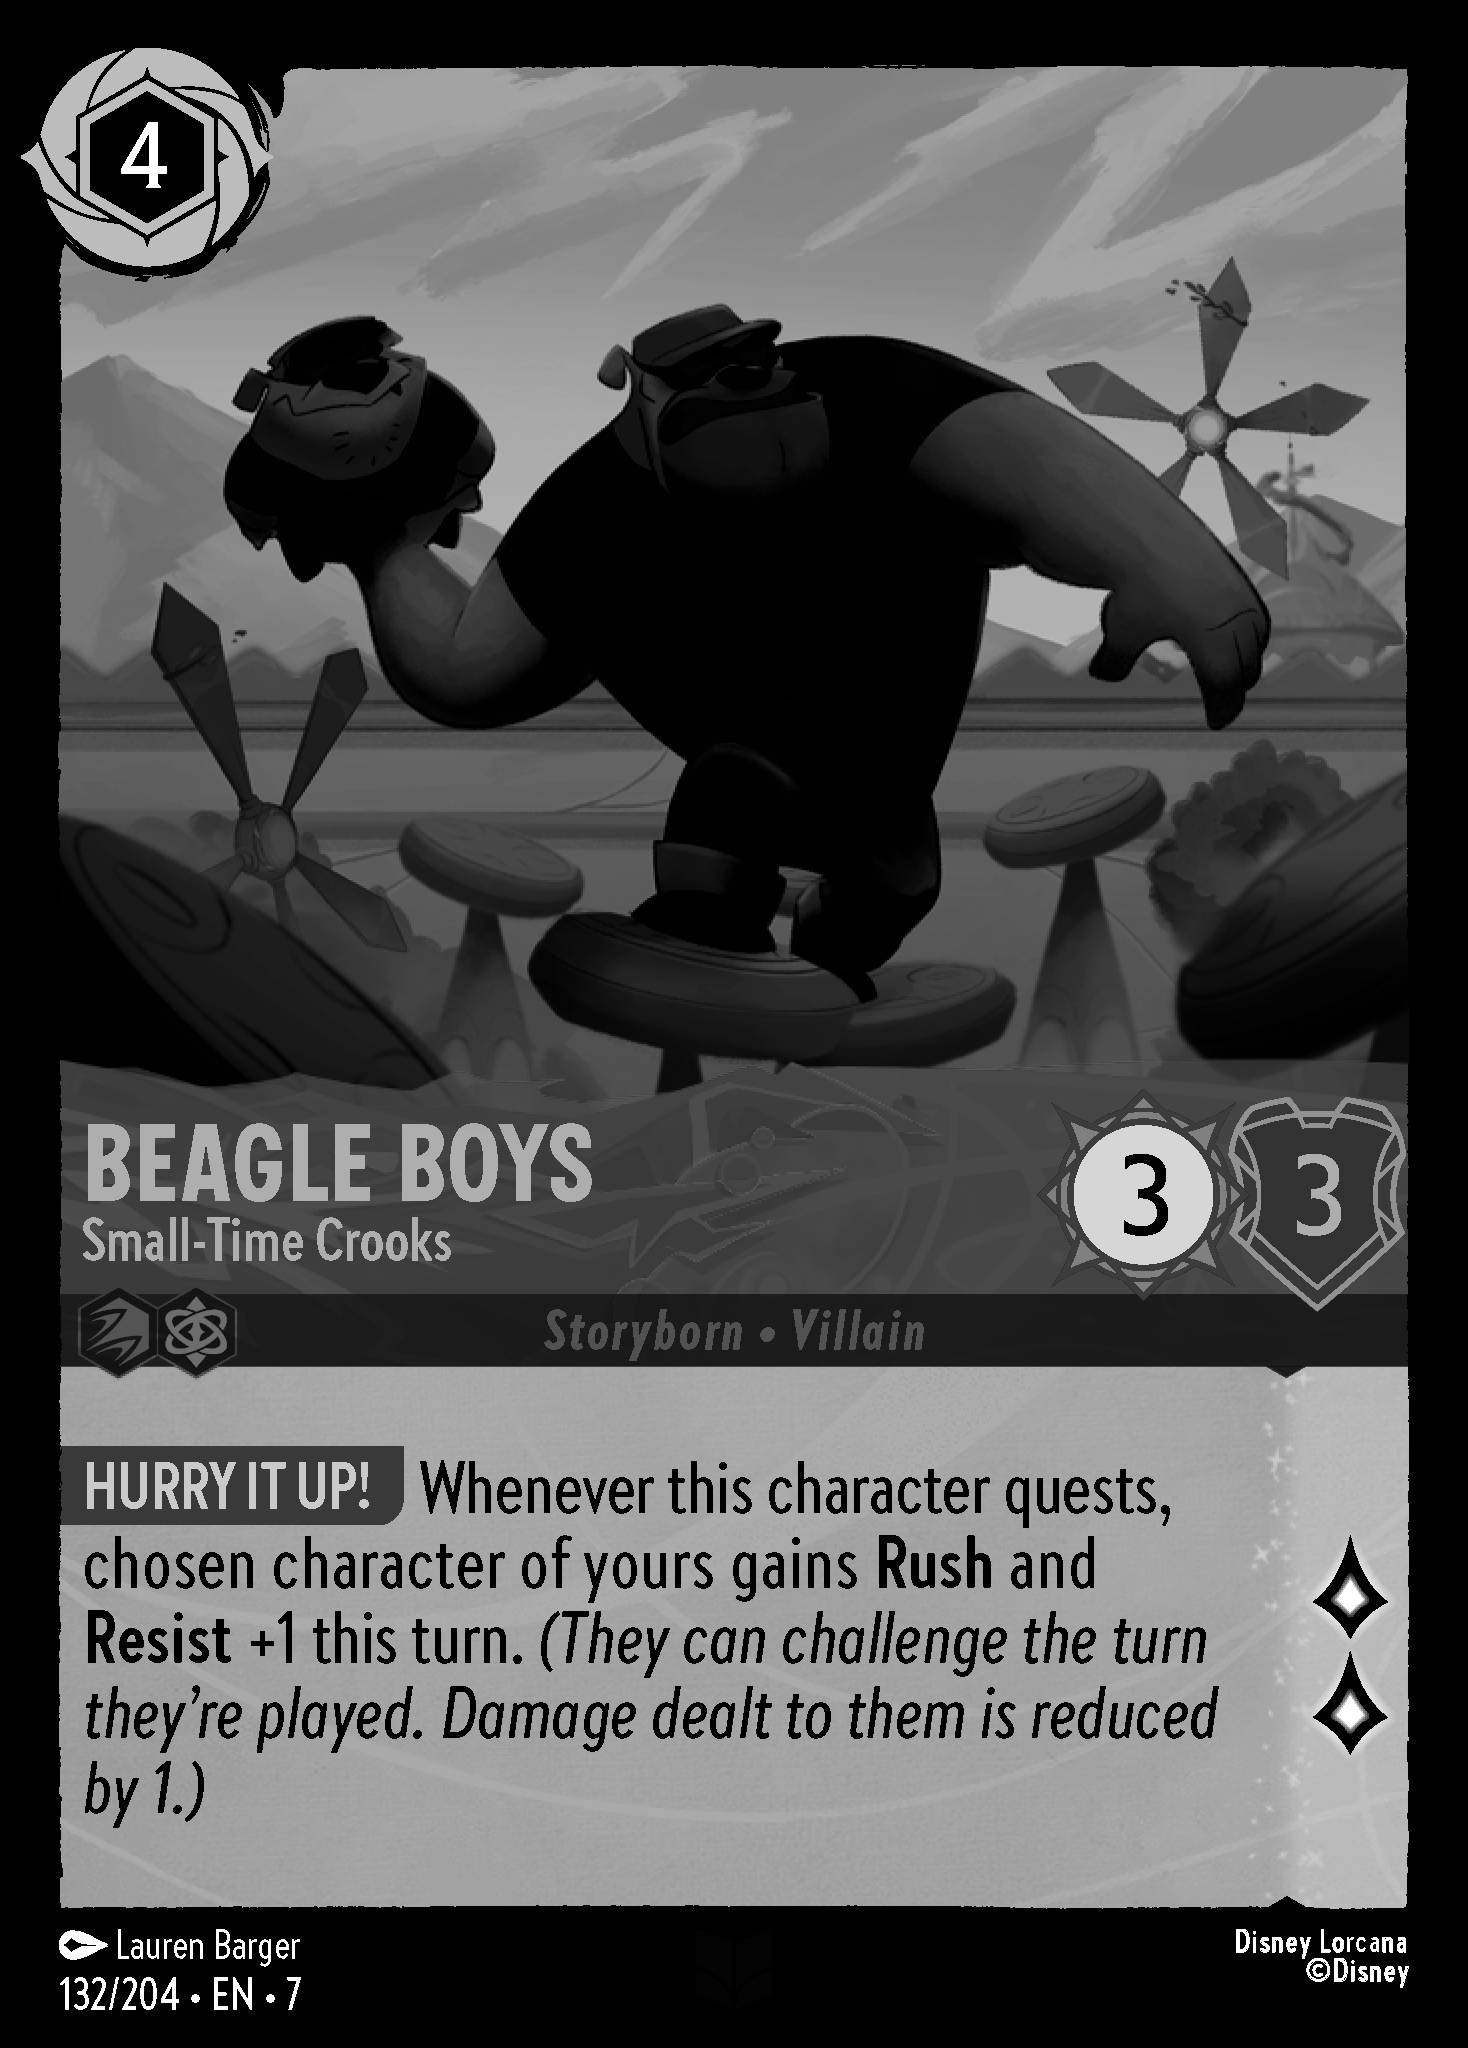 4
BEAGLE BOYS
Small-Time Crooks
3
3
Storyborn • Villain
HURRY IT UP! Whenever this character quests,
chosen character of yours gains Rush and
Resist +1 this turn. (They can challenge the turn
they're played. Damage dealt to them is reduced
by 1.)
Lauren Barger
132/204 • EN • 7
Disney Lorcana
©Disney